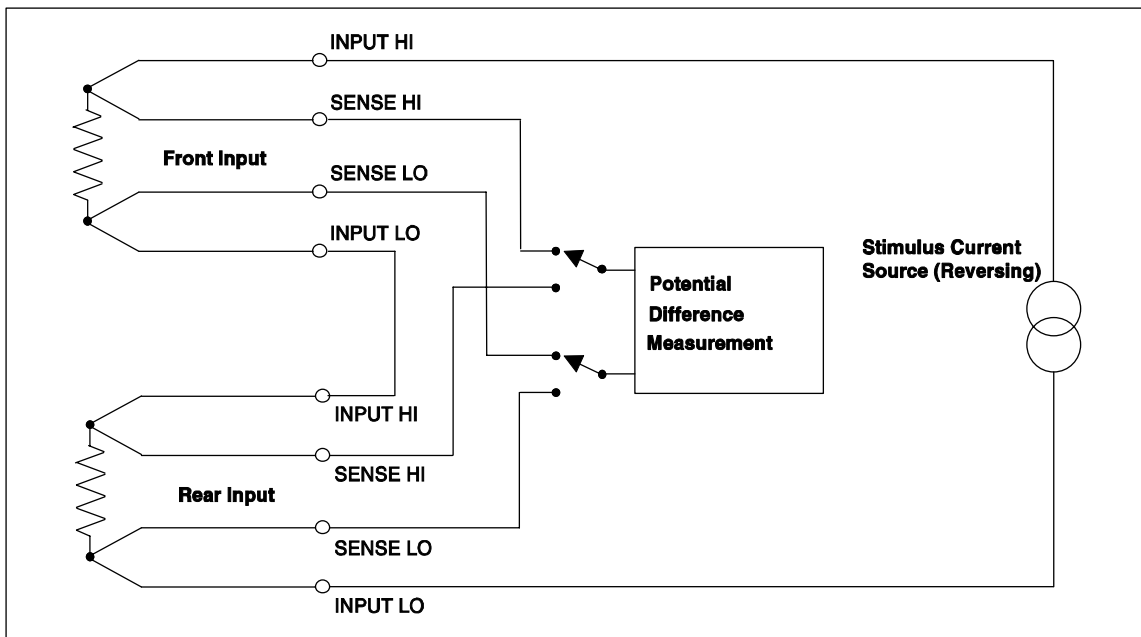 INPUT HI
SENSE HI
Front Input
SENSE LO
INPUT LO
Stimulus Current
Source (Reversing)
Potential
Difference
Measurement
INPUT HI
SENSE HI
Rear Input
SENSE LO
INPUT LO